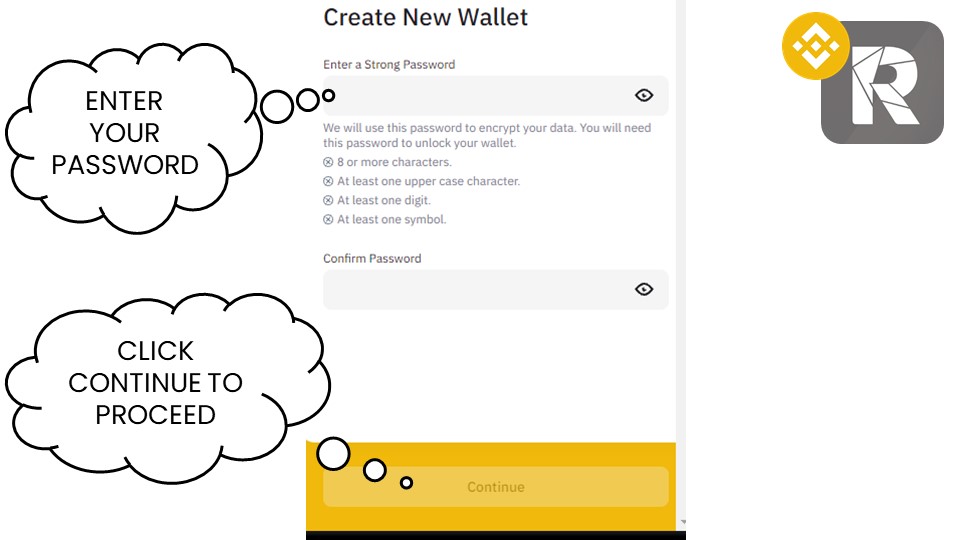 Create New Wallet
Enter a Strong Password
ENTER
YOUR
PASSWORD
We will use this password to encrypt your data. You will need
this password to unlock your wallet.
8 or more characters.
At least one upper case character.
At least one digit.
At least one symbol.
Confirm Password
CLICK
CONTINUE TO
PROCEED
Continue
R